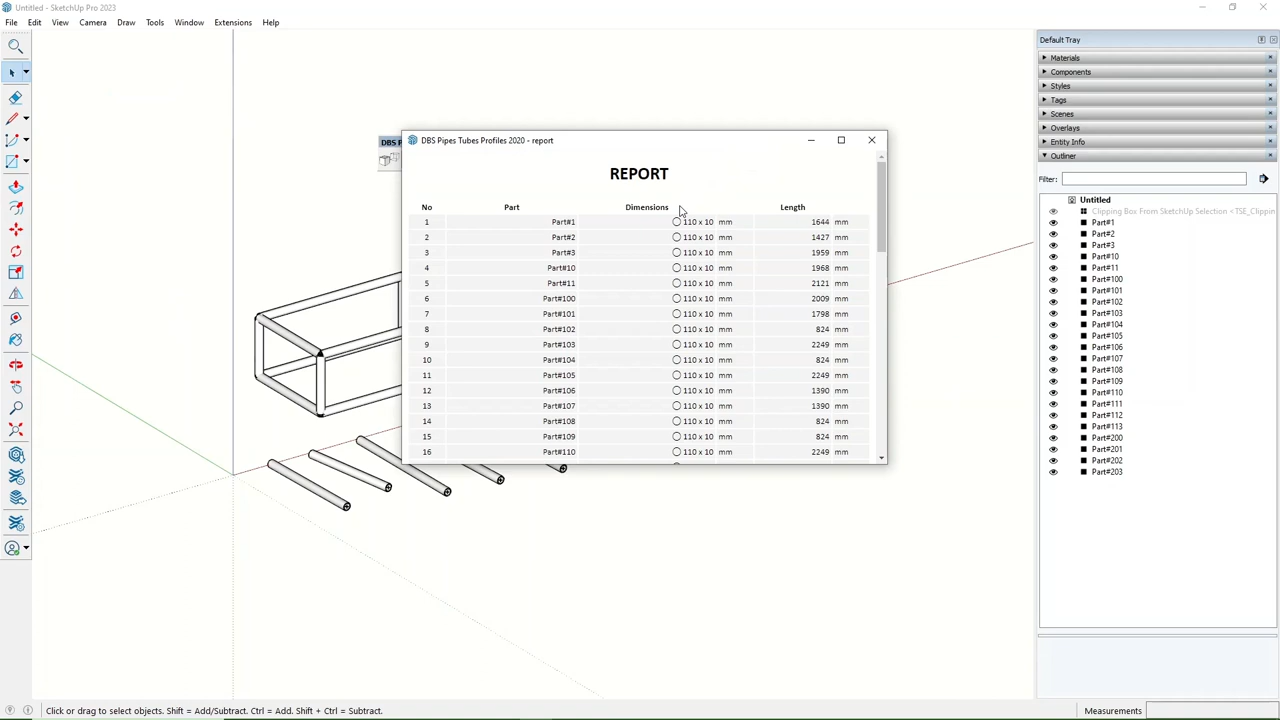 Untitled - SketchUp Pro 2023
File Edit View Camera Draw Tools Window Extensions Help
DBS P
DBS Pipes Tubes Profiles 2020 - report
REPORT
No Part Dimensions Length
1 Part#1 110 x 10 mm 1644 mm
2 Part#2 110 x 10 mm 1427 mm
3 Part#3 110 x 10 mm 1959 mm
4 Part#10 110 x 10 mm 1968 mm
5 Part#11 110 x 10 mm 2121 mm
6 Part#100 110 x 10 mm 2009 mm
7 Part#101 110 x 10 mm 1798 mm
8 Part#102 110 x 10 mm 824 mm
9 Part#103 110 x 10 mm 2249 mm
10 Part#104 110 x 10 mm 824 mm
11 Part#105 110 x 10 mm 2249 mm
12 Part#106 110 x 10 mm 1390 mm
13 Part#107 110 x 10 mm 1390 mm
14 Part#108 110 x 10 mm 824 mm
15 Part#109 110 x 10 mm 824 mm
16 Part#110 110 x 10 mm 2249 mm
Default Tray
Materials
Components
Styles
Tags
Scenes
Overlays
Entity Info
Outliner
Filter:
Untitled
Clipping Box From SketchUp Selection <TSE_Clippin
Part#1
Part#2
Part#3
Part#10
Part#11
Part#100
Part#101
Part#102
Part#103
Part#104
Part#105
Part#106
Part#107
Part#108
Part#109
Part#110
Part#111
Part#112
Part#113
Part#200
Part#201
Part#202
Part#203
Click or drag to select objects. Shift = Add/Subtract. Ctrl = Add. Shift + Ctrl = Subtract.
Measurements